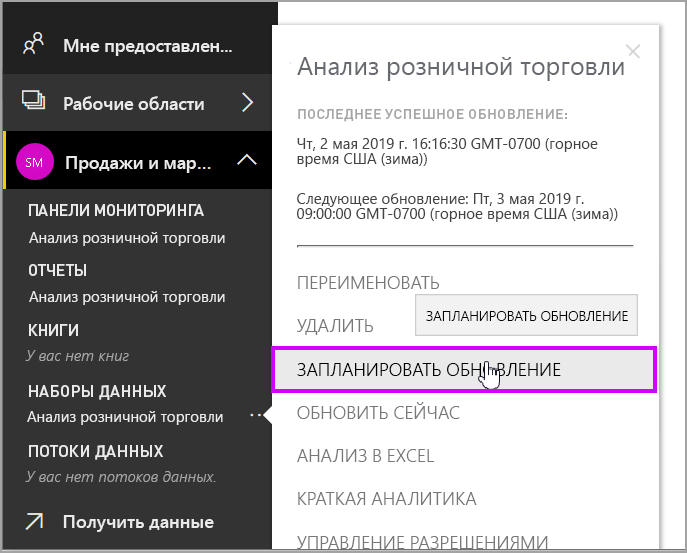 Мне предоставлен...
Рабочие области
SM
Продажи и мар...
ПАНЕЛИ МОНИТОРИНГА
Анализ розничной торговли
ОТЧЕТЫ
Анализ розничной торговли
КНИГИ
У вас нет книг
НАБОРЫ ДАННЫХ
Анализ розничной торговли
ПОТОКИ ДАННЫХ
У вас нет потоков данных.
Получить данные
Анализ розничной торговли
ПОСЛЕДНЕЕ УСПЕШНОЕ ОБНОВЛЕНИЕ:
Чт, 2 мая 2019 г. 16:16:30 GMT-0700 (горное
время США (зима))
Следующее обновление: Пт, 3 мая 2019 г.
09:00:00 GMT-0700 (горное время США (зима))
ПЕРЕИМЕНОВАТЬ
УДАЛИТЬ
ЗАПЛАНИРОВАТЬ ОБНОВЛЕНИЕ
ЗАПЛАНИРОВАТЬ ОБНОВЛЕНИЕ
ОБНОВИТЬ СЕЙЧАС
АНАЛИЗ В EXCEL
КРАТКАЯ АНАЛИТИКА
УПРАВЛЕНИЕ РАЗРЕШЕНИЯМИ